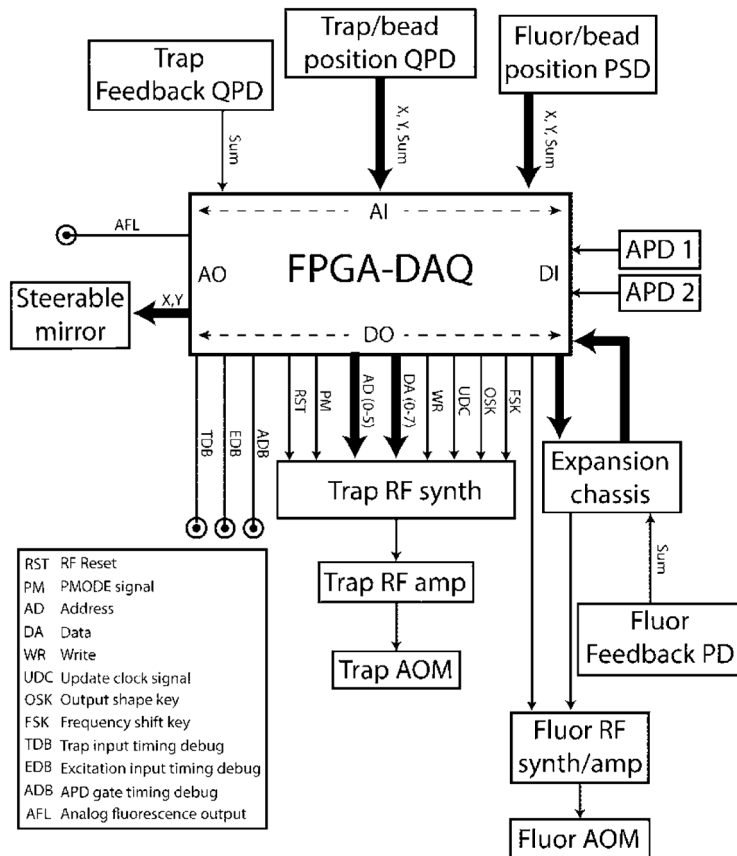 Trap
Feedback QPD
Trap/bead
position QPD
Fluor/bead
position PSD
Sum
X, Y, Sum
X, Y, Sum
AFL
AI
AO
FPGA-DAQ
DI
DO
APD 1
APD 2
Steerable
mirror
X,Y
TDB
EDB
ADB
RST
PM
AD (0-5)
DA (0-7)
WR
UDC
OSK
FSK
Trap RF synth
Expansion
chassis
Sum
Trap RF amp
Trap AOM
Fluor
Feedback PD
Fluor RF
synth/amp
Fluor AOM
RST RF Reset
PM PMODE signal
AD Address
DA Data
WR Write
UDC Update clock signal
OSK Output shape key
FSK Frequency shift key
TDB Trap input timing debug
EDB Excitation input timing debug
ADB APD gate timing debug
AFL Analog fluorescence output